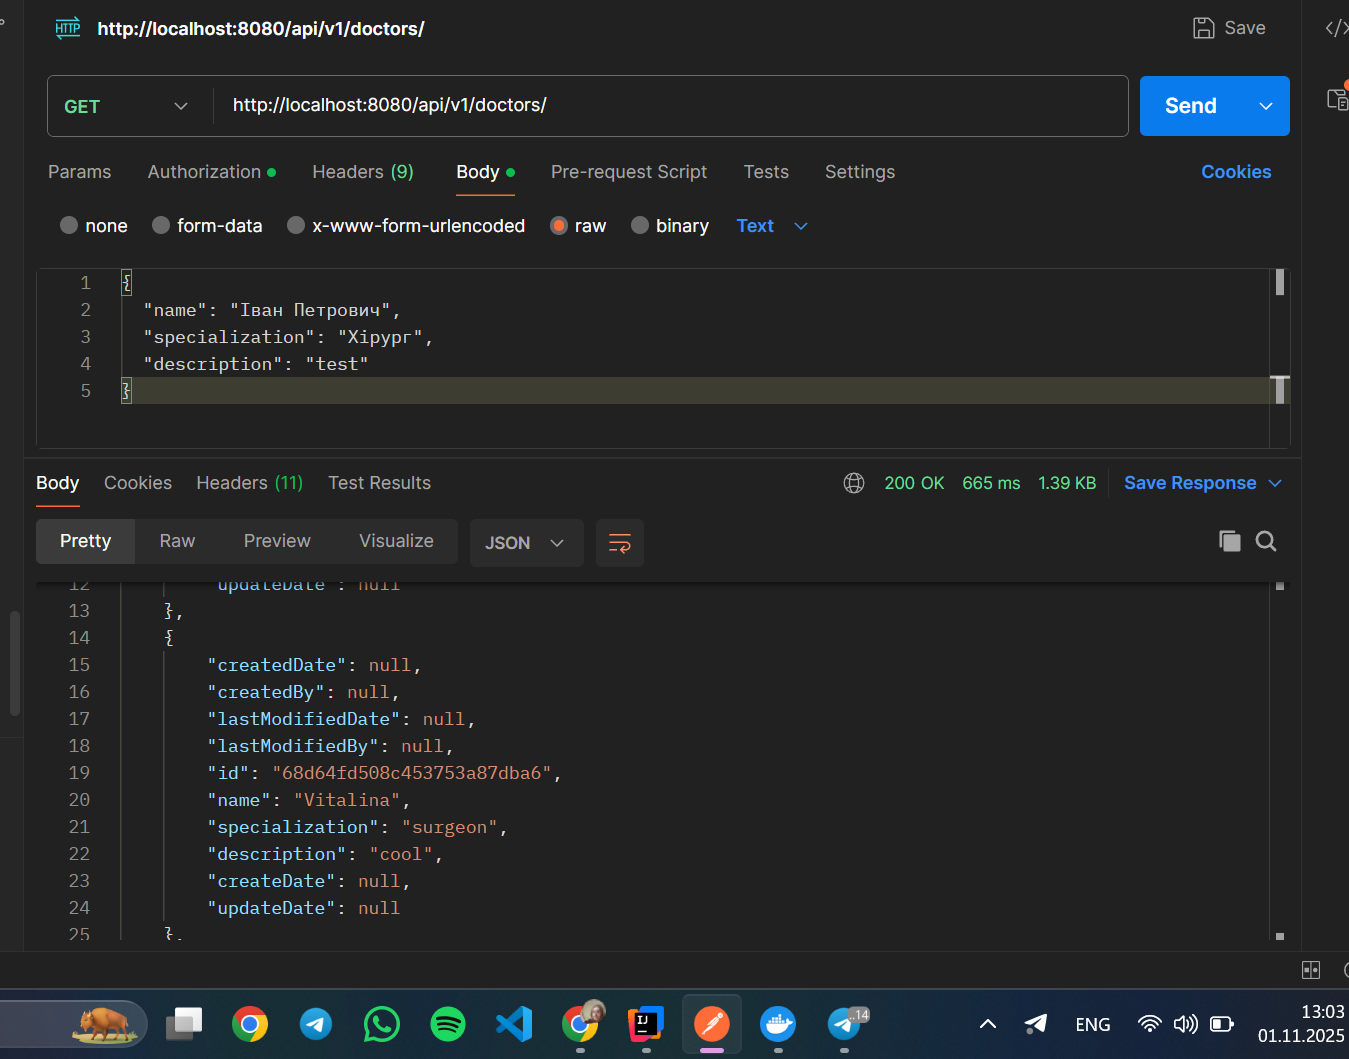 HTTP http://localhost:8080/api/v1/doctors/ Save
GET http://localhost:8080/api/v1/doctors/ Send
Params Authorization Headers (9) Body Pre-request Script Tests Settings Cookies
none form-data x-www-form-urlencoded raw binary Text
1 {
2 "name": "Іван Петрович",
3 "specialization": "Хірург",
4 "description": "test"
5 }
Body Cookies Headers (11) Test Results 200 OK 665 ms 1.39 KB Save Response
Pretty Raw Preview Visualize JSON
12 "updateDate": null
13 },
14 {
15 "createdDate": null,
16 "createdBy": null,
17 "lastModifiedDate": null,
18 "lastModifiedBy": null,
19 "id": "68d64fd508c453753a87dba6",
20 "name": "Vitalina",
21 "specialization": "surgeon",
22 "description": "cool",
23 "createDate": null,
24 "updateDate": null
25 },
IJ ..14 ENG 13:03
01.11.2025